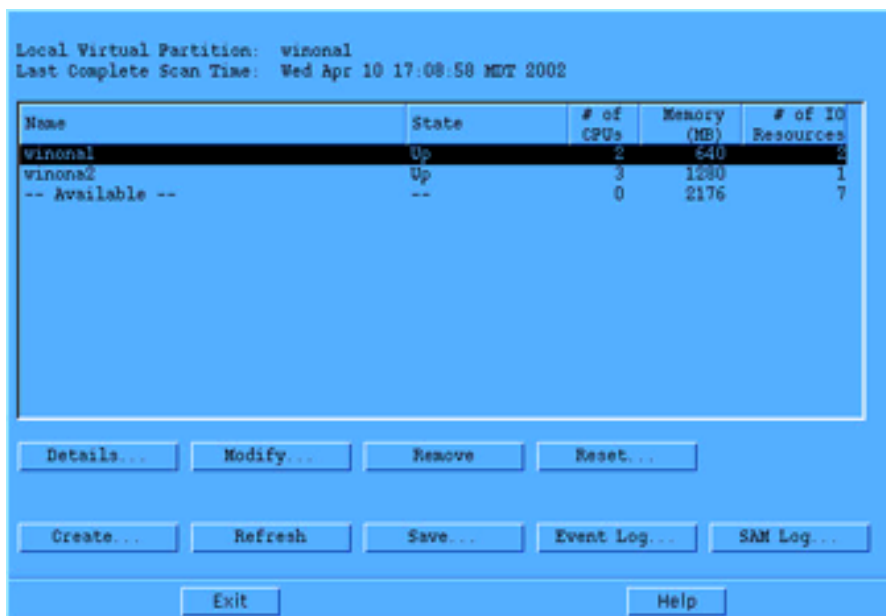 Local Virtual Partition: winona1
Last Complete Scan Time: Wed Apr 10 17:08:58 MDT 2002
Name State # of CPUs Memory (MB) # of IO Resources
winona1 Up 2 640 2
winona2 Up 3 1280 1
-- Available -- -- 0 2176 7
Details... Modify... Remove Reset...
Create... Refresh Save... Event Log... SAM Log...
Exit Help